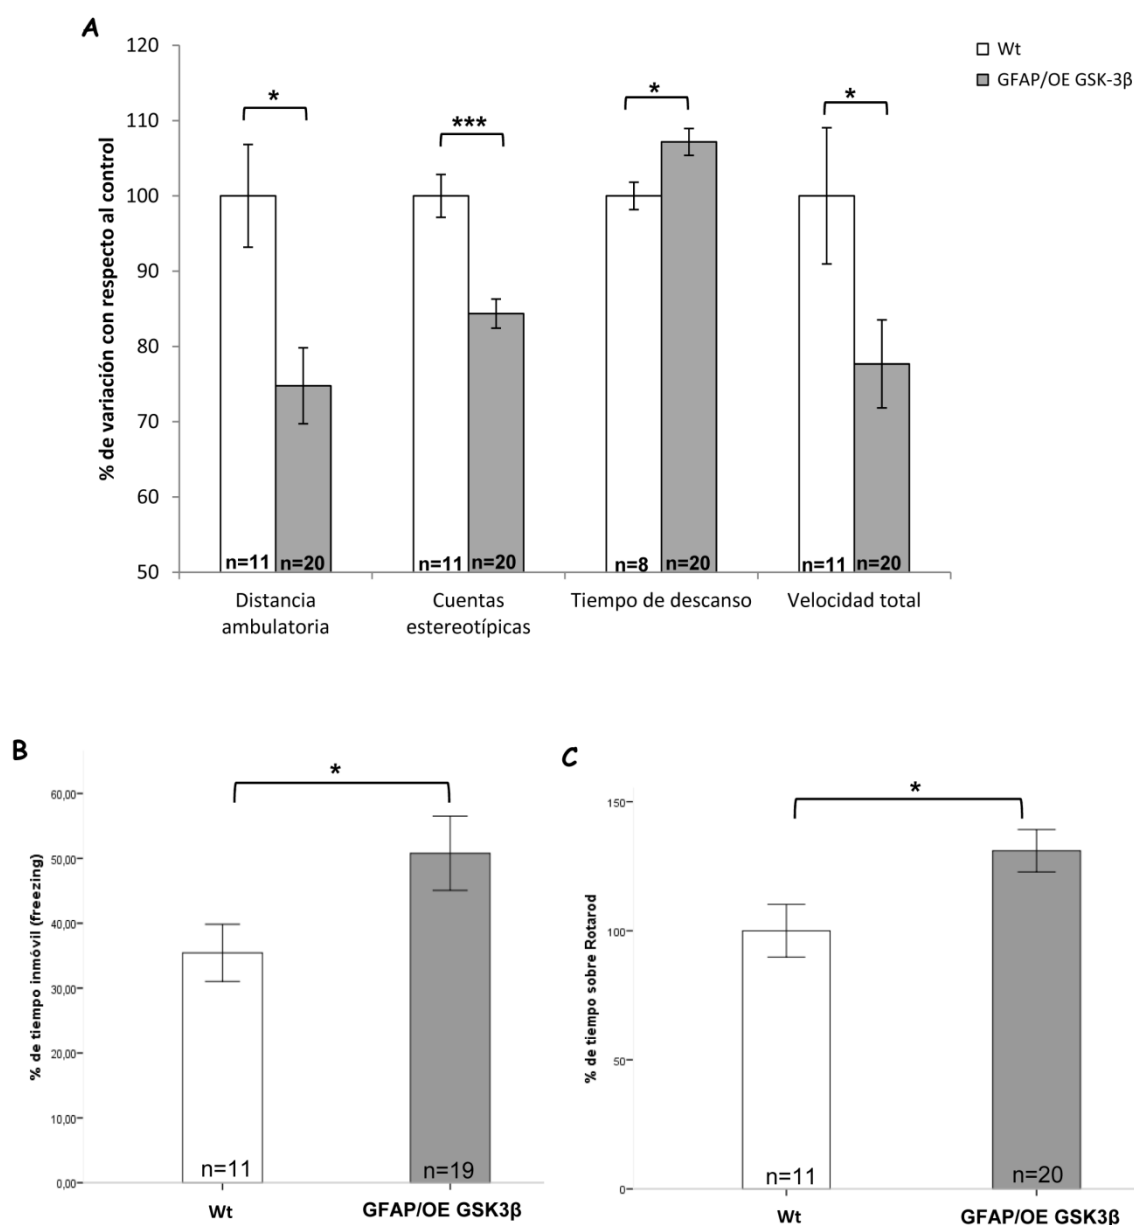 A
120
110
100
90
80
70
60
50
% de variación con respecto al control
Wt
GFAP/OE GSK-3β
*
***
*
*
n=11
n=20
n=11
n=20
n=8
n=20
n=11
n=20
Distancia
ambulatoria
Cuentas
estereotípicas
Tiempo de descanso
Velocidad total
B
60,00
50,00
40,00
30,00
20,00
10,00
0,00
% de tiempo inmóvil (freezing)
*
n=11
n=19
Wt
GFAP/OE GSK3β
C
150
100
50
0
% de tiempo sobre Rotarod
*
n=11
n=20
Wt
GFAP/OE GSK3β